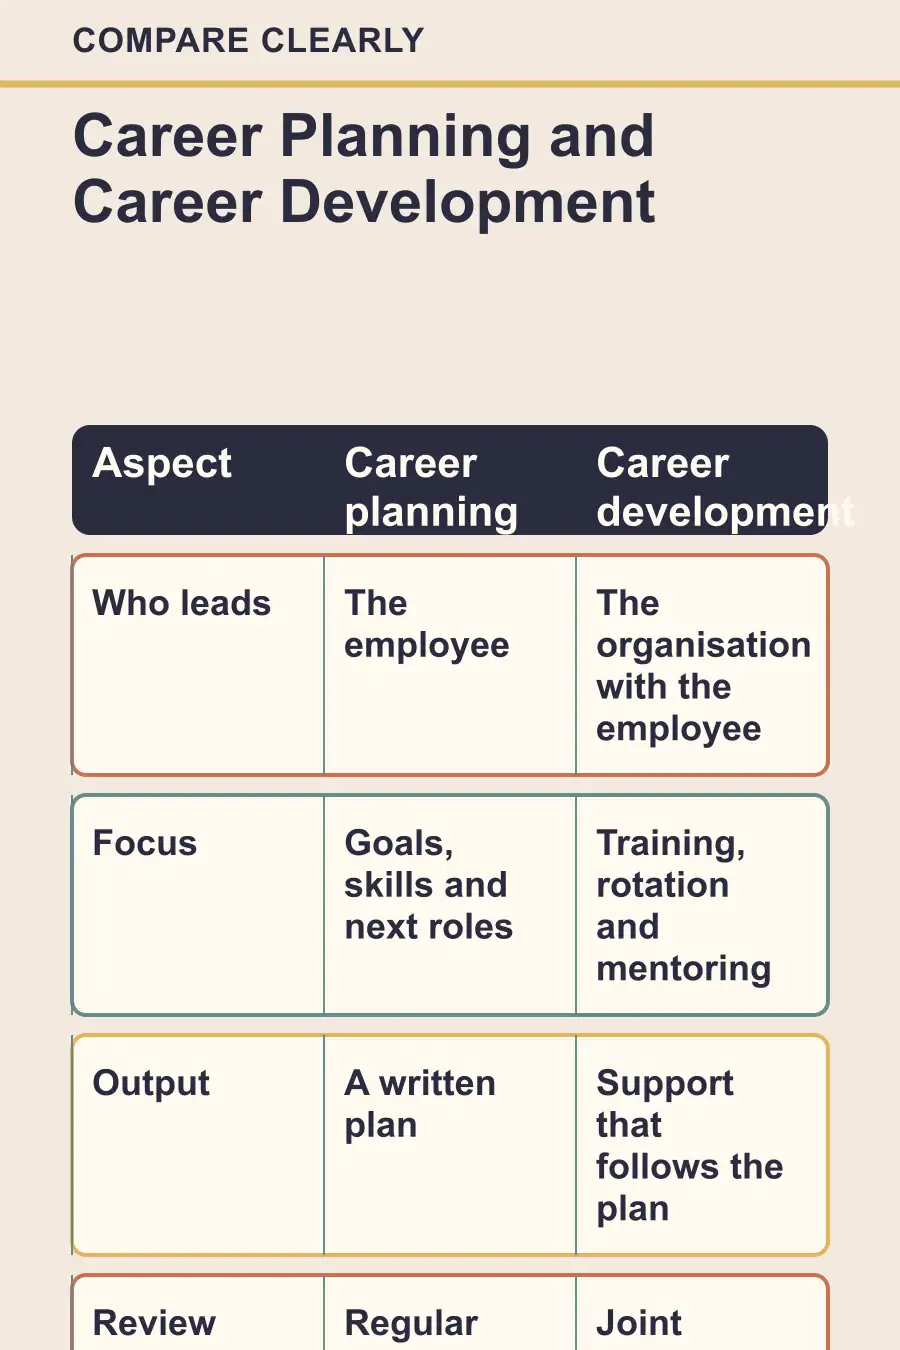 COMPARE CLEARLY
Career Planning and
Career Development
Aspect
Career
planning
Career
development
Who leads
The
employee
The
organisation
with the
employee
Focus
Goals,
skills and
next roles
Training,
rotation
and
mentoring
Output
A written
plan
Support
that
follows the
plan
Review
Regular
Joint